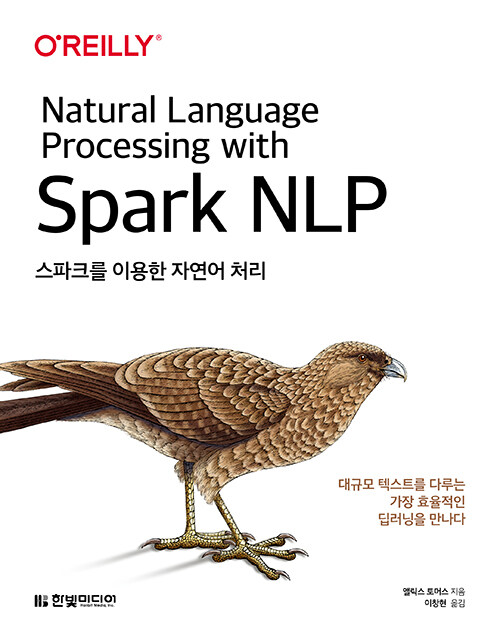 O'REILLY®
Natural Language
Processing with
Spark NLP
스파크를 이용한 자연어 처리
대규모 텍스트를 다루는
가장 효율적인
딥러닝을 만나다
앨릭스 토머스 지음
이창현 옮김
한빛미디어
Hanbit Media, Inc.